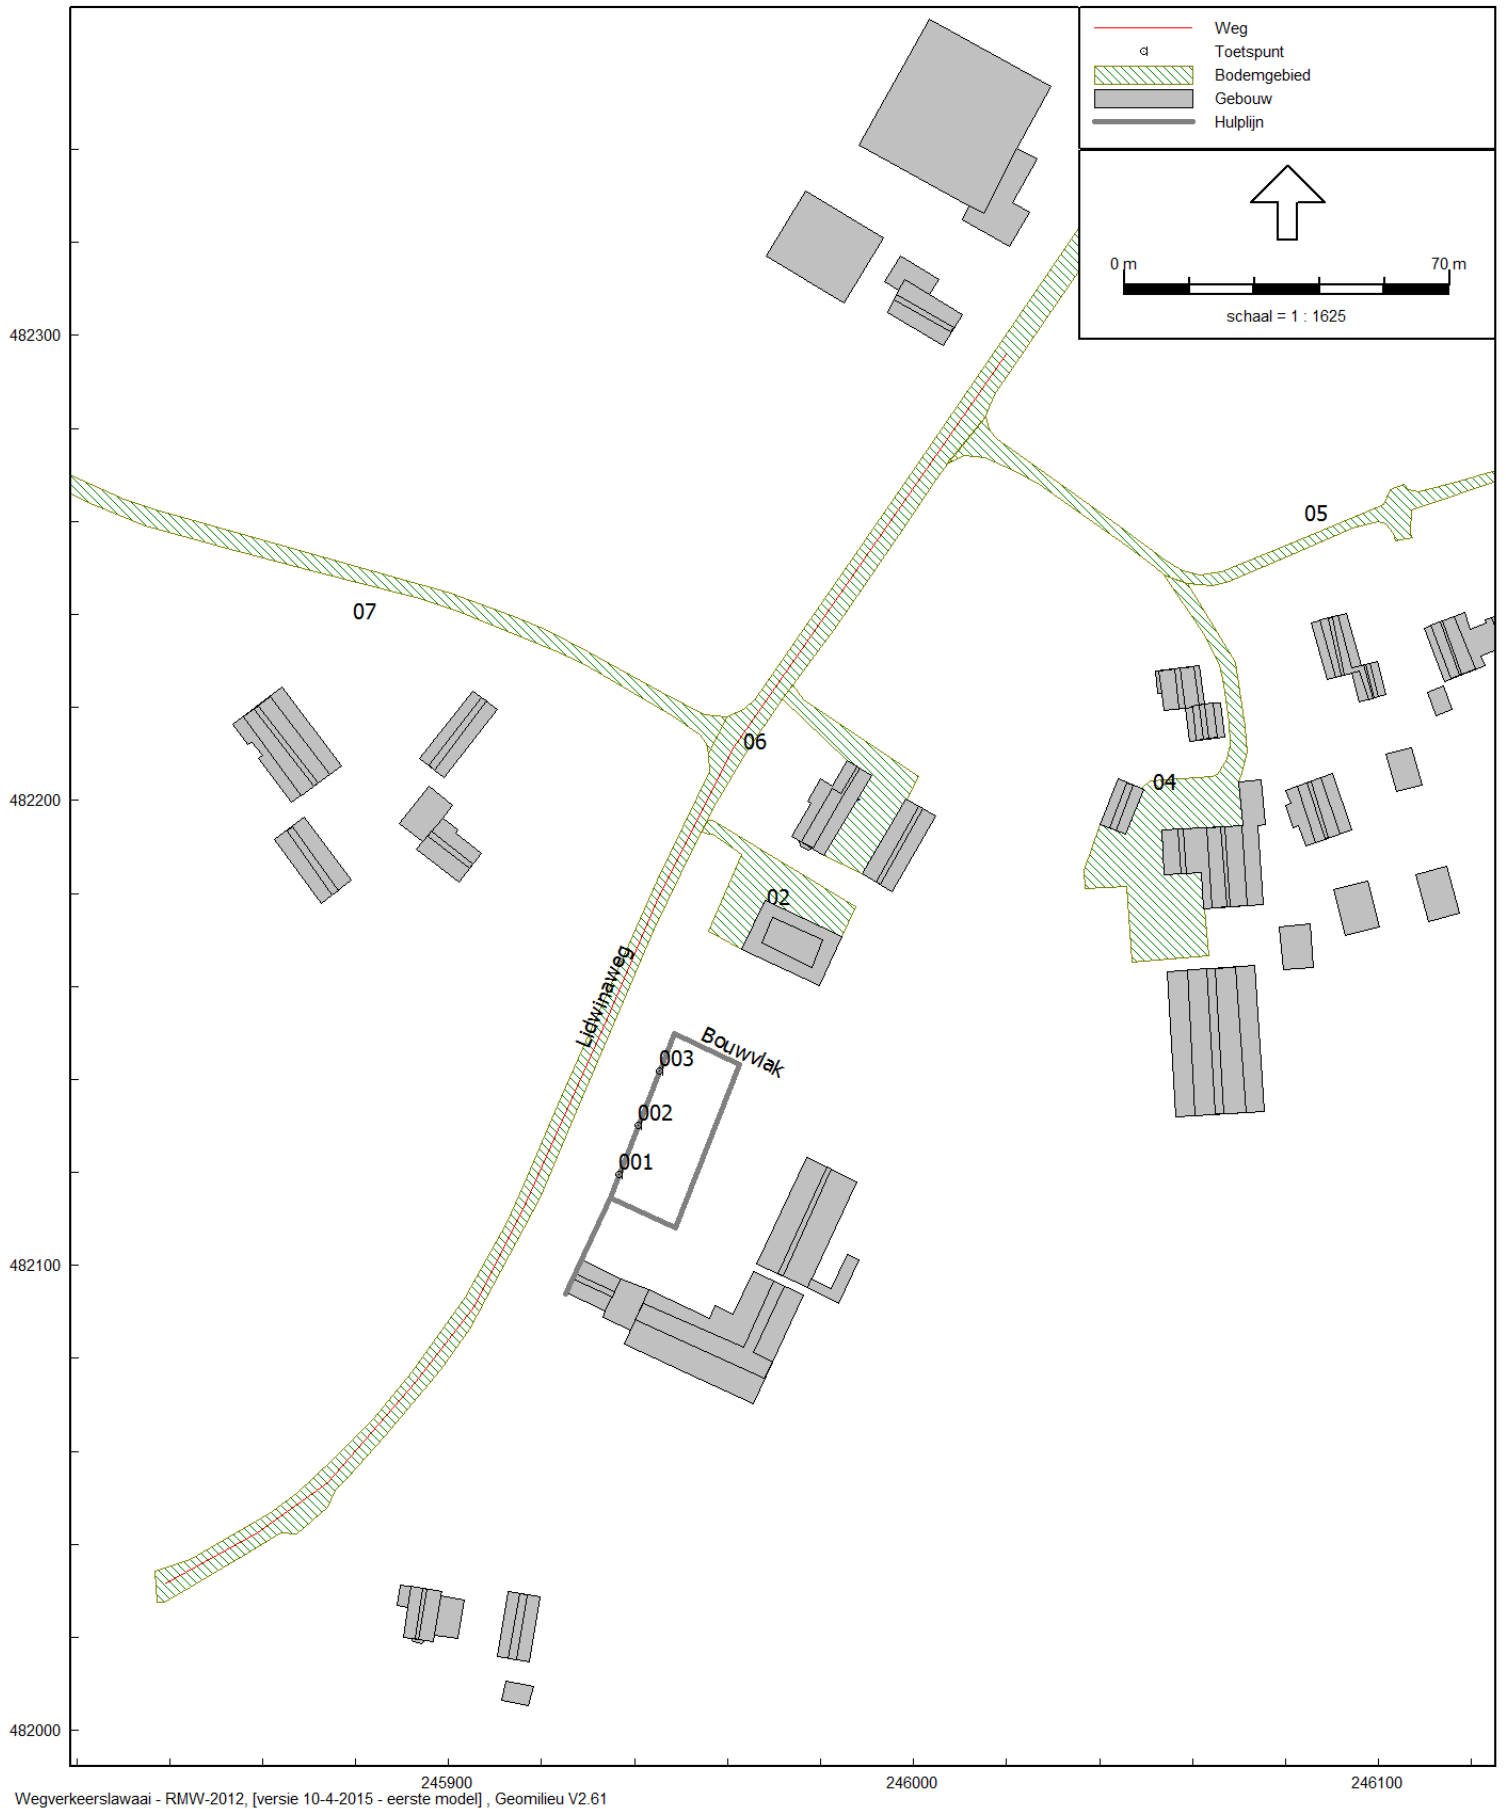 Weg
Toetspunt
Bodemgebied
Gebouw
Hulplijn
0 m 70 m
schaal = 1 : 1625
482300
05
07
06
482200
04
02
Lidwinaweg
Bouwvlak
003
002
001
482100
482000
245900 246000 246100
Wegverkeerslawaai - RMW-2012, [versie 10-4-2015 - eerste model] , Geomilieu V2.61